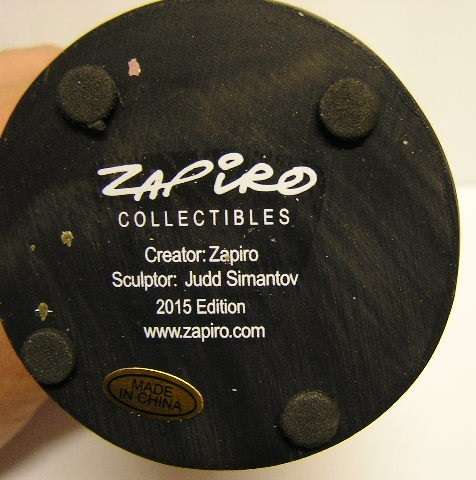 ZAPIRO
COLLECTIBLES
Creator: Zapiro
Sculptor: Judd Simantov
2015 Edition
www.zapiro.com
MADE
IN CHINA